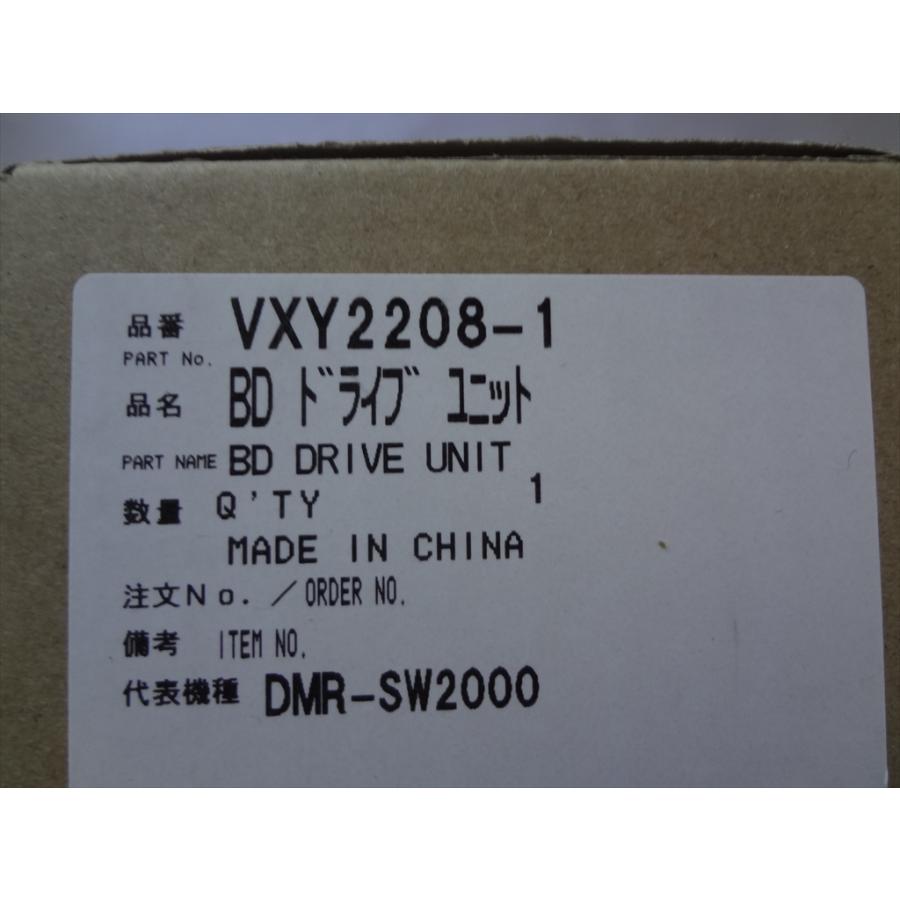 品番 VXY2208-1
PART No.
品名 BD ドライブ ユニット
PART NAME BD DRIVE UNIT
数量 Q'TY 1
MADE IN CHINA
注文No. /ORDER NO.
備考 ITEM NO.
代表機種 DMR-SW2000